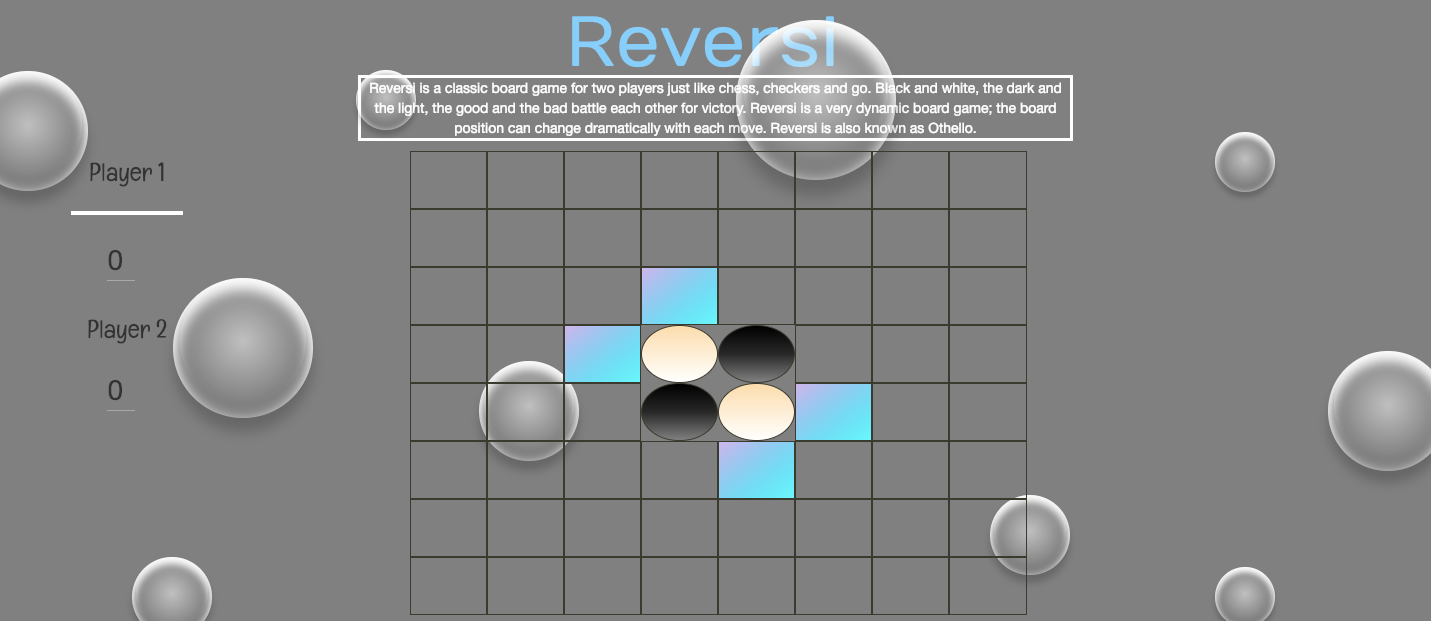 Reversi
Reversi is a classic board game for two players just like chess, checkers and go. Black and white, the dark and
the light, the good and the bad battle each other for victory. Reversi is a very dynamic board game; the board
position can change dramatically with each move. Reversi is also known as Othello.
Player 1
0
Player 2
0